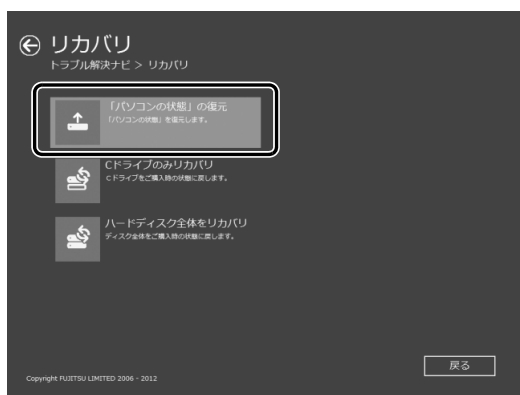 リカバリ
トラブル解決ナビ > リカバリ
「パソコンの状態」の復元
「パソコンの状態」を復元します。
Cドライブのみリカバリ
Cドライブをご購入時の状態に戻します。
ハードディスク全体をリカバリ
ディスク全体をご購入時の状態に戻します。
戻る
Copyright FUJITSU LIMITED 2006 - 2012